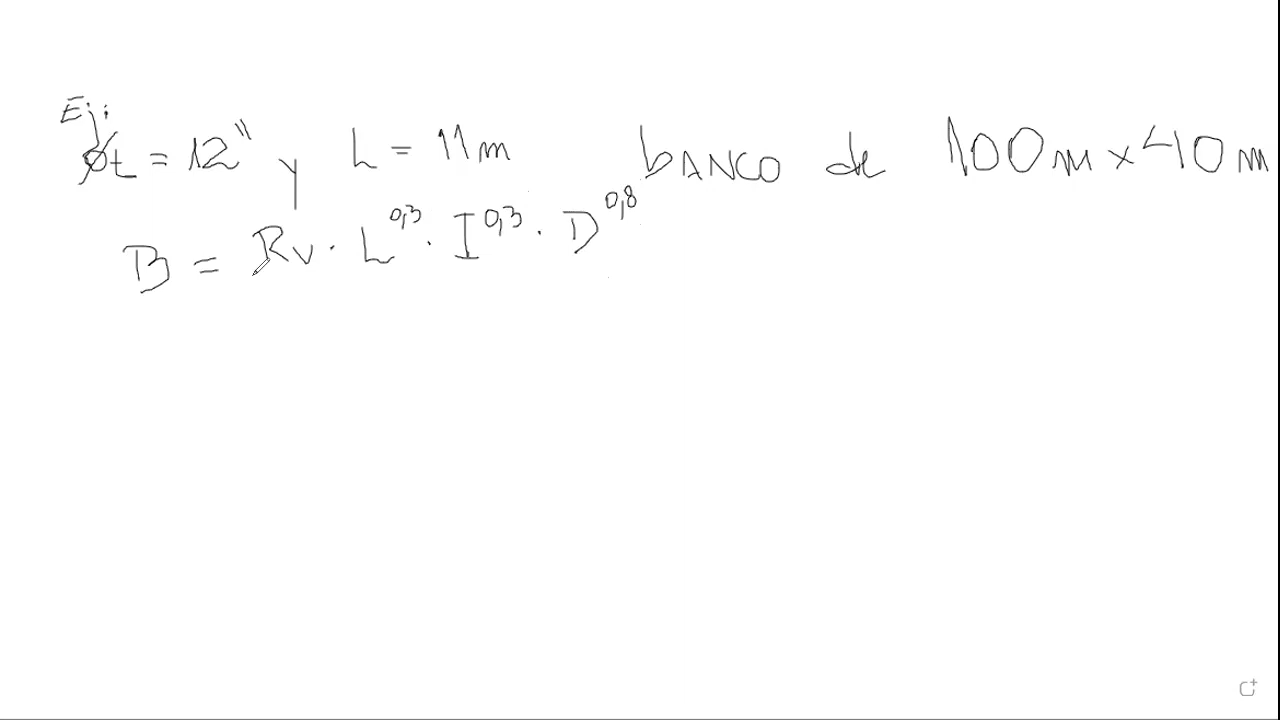 Ej:
øt = 12" y L = 11m bANCO de 100m x 40m
B = Rv · L^0,3 · I^0,3 · D^0,8